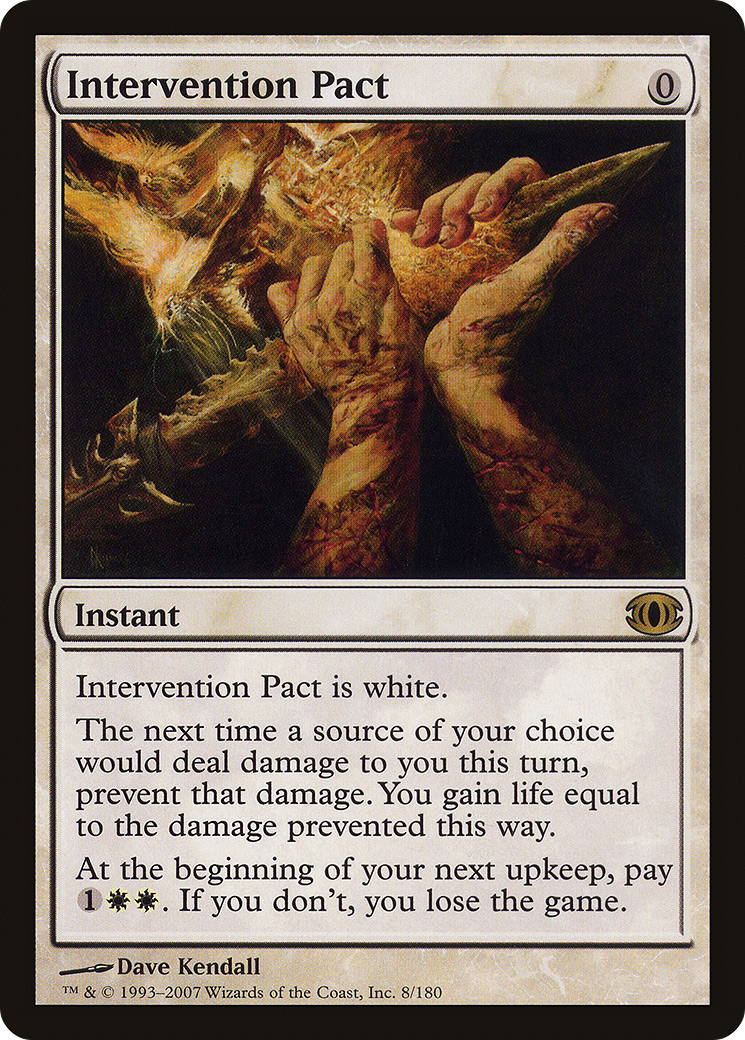 Intervention Pact 0
Instant
Intervention Pact is white.
The next time a source of your choice
would deal damage to you this turn,
prevent that damage. You gain life equal
to the damage prevented this way.
At the beginning of your next upkeep, pay
1. If you don't, you lose the game.
Dave Kendall
™ & © 1993–2007 Wizards of the Coast, Inc. 8/180